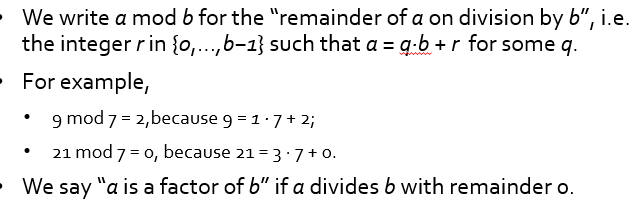 • We write a mod b for the "remainder of a on division by b", i.e.
the integer r in {0,...,b−1} such that a = q·b + r for some q.
• For example,
• 9 mod 7 = 2,because 9 = 1 · 7 + 2;
• 21 mod 7 = 0, because 21 = 3 · 7 + 0.
• We say "a is a factor of b" if a divides b with remainder 0.